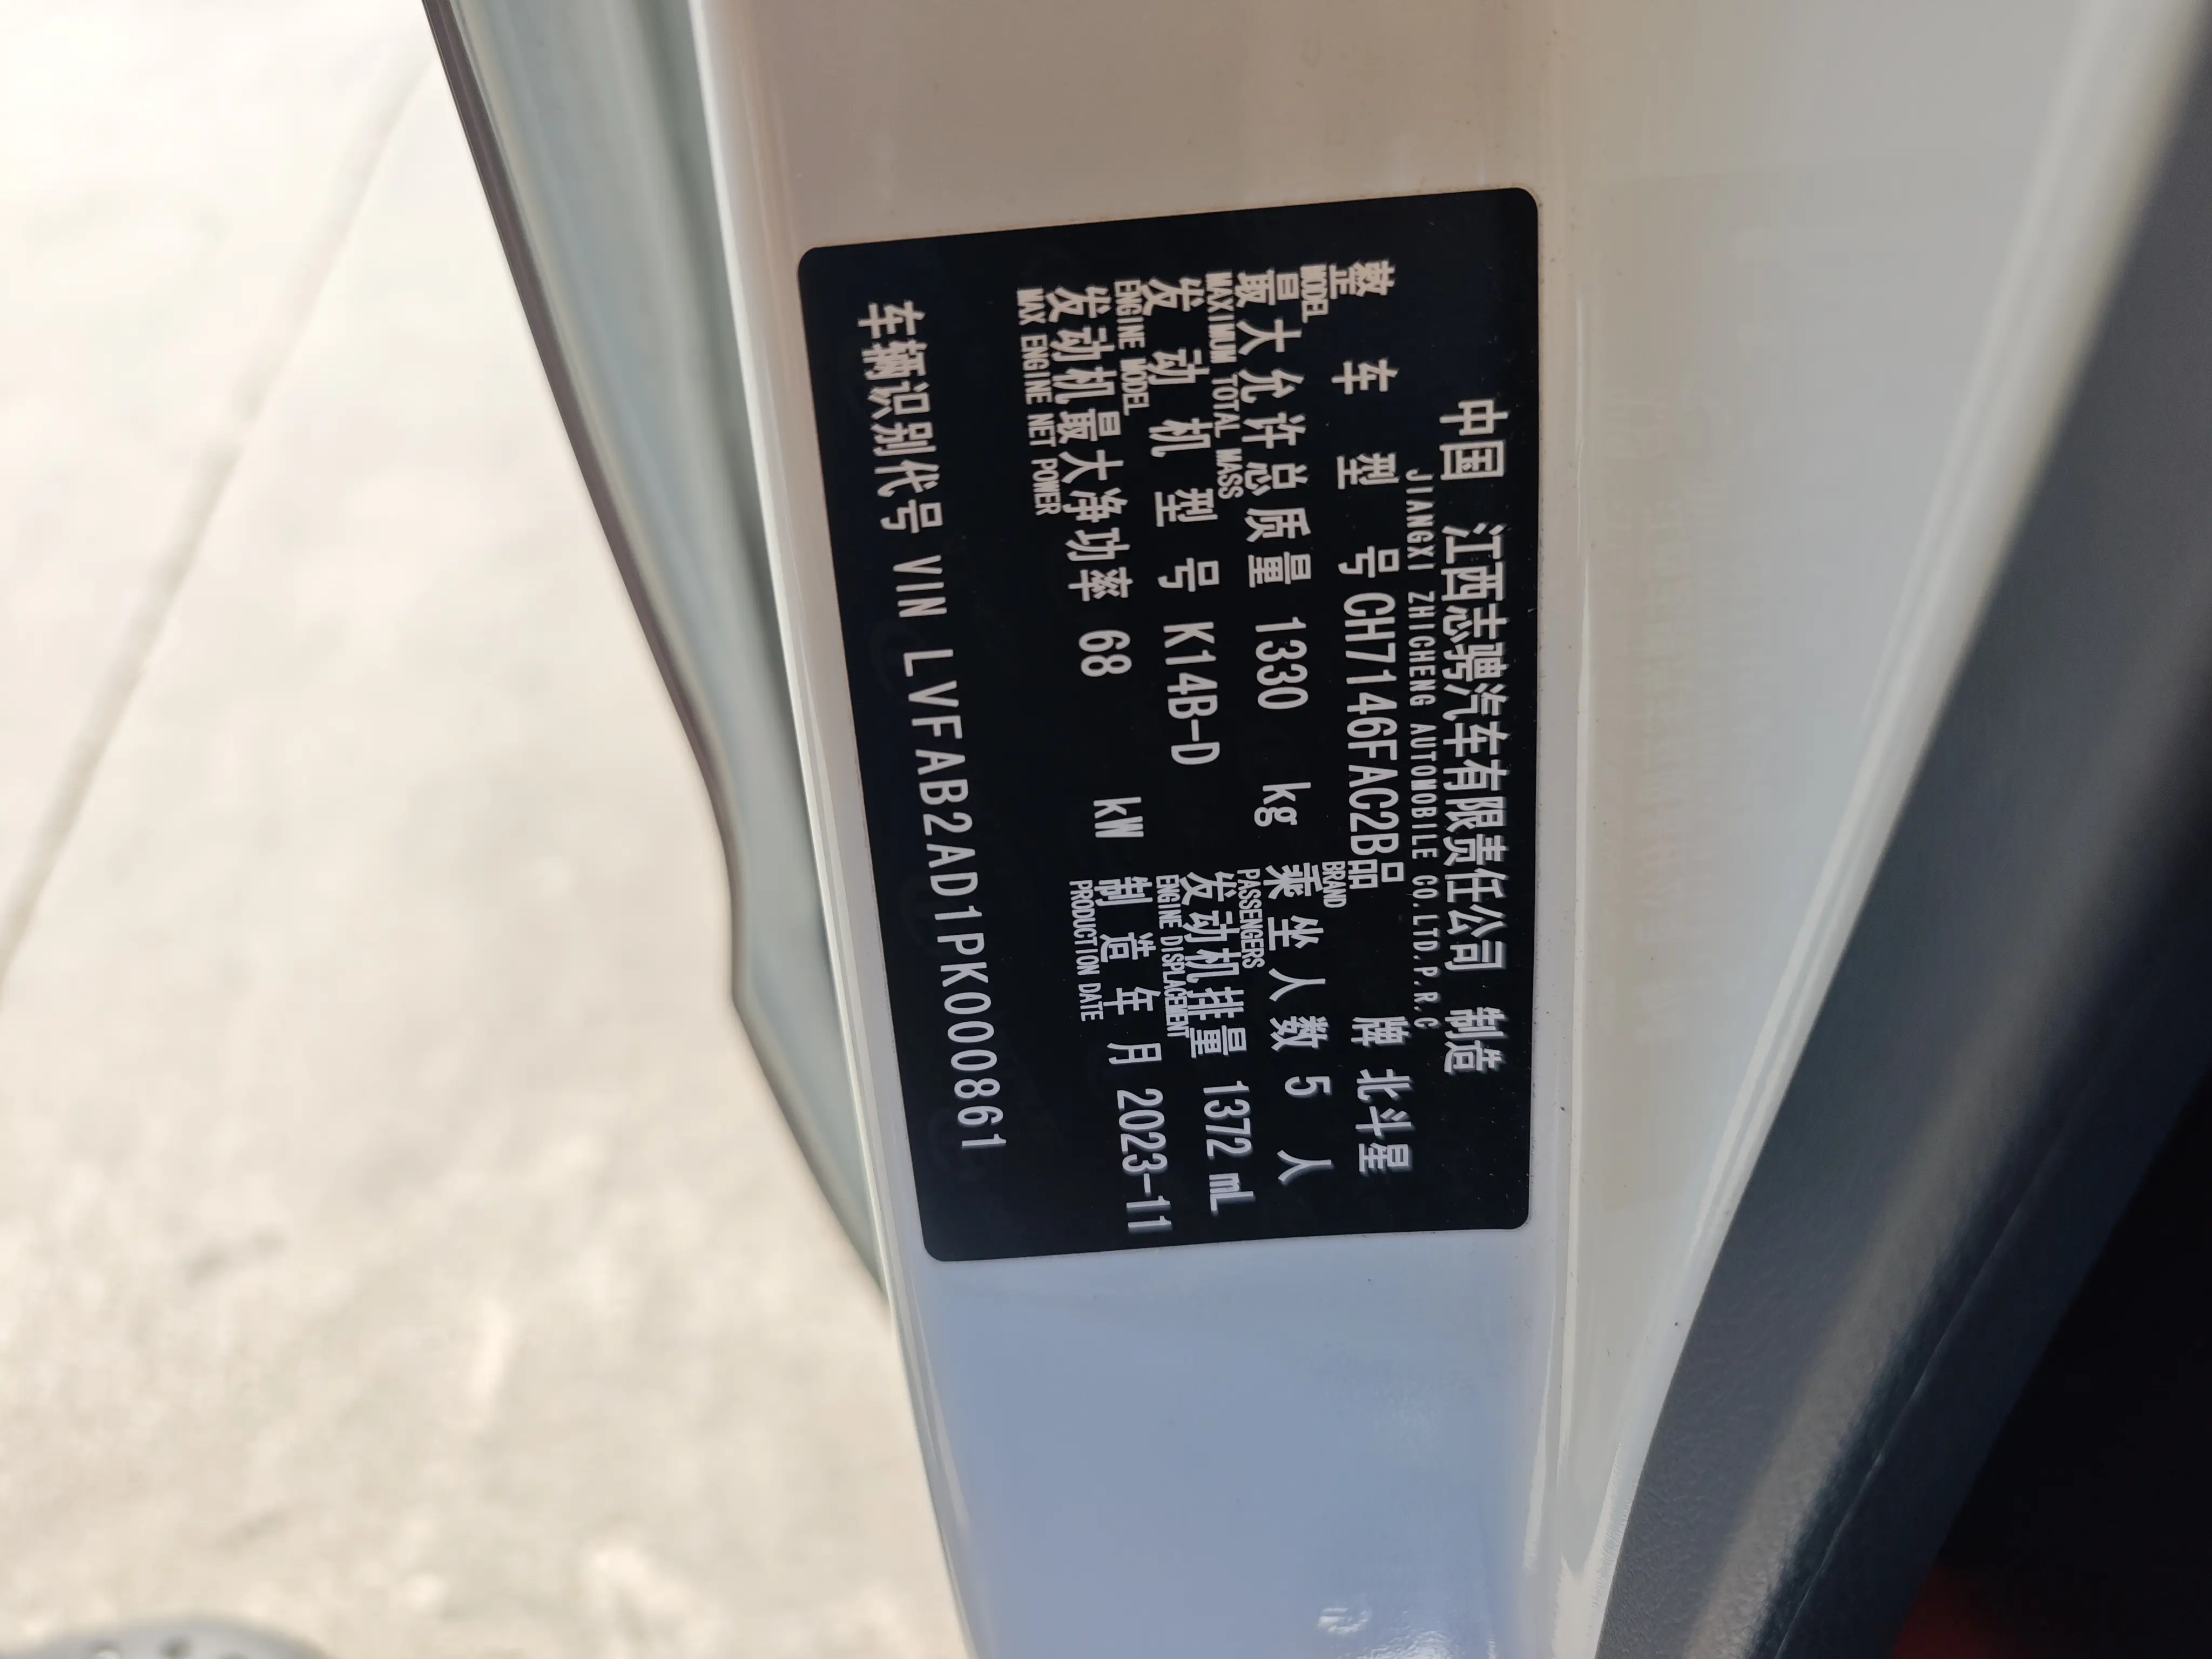 中国 江西志骋汽车有限责任公司 制造
JIANGXI ZHICHENG AUTOMOBILE CO.LTD.P.R.C
整车型号 CH7146FAC2B 品牌 北斗星
MODEL BRAND
最大允许总质量 1330 kg 乘坐人数 5 人
MAXIMUM TOTAL MASS PASSENGERS
发动机型号 K14B-D 发动机排量 1372 mL
ENGINE MODEL ENGINE DISPLACEMENT
发动机最大净功率 68 kW 制造年月 2023-11
MAX ENGINE NET POWER PRODUCTION DATE
车辆识别代号 VIN LVFAB2AD1PK000861